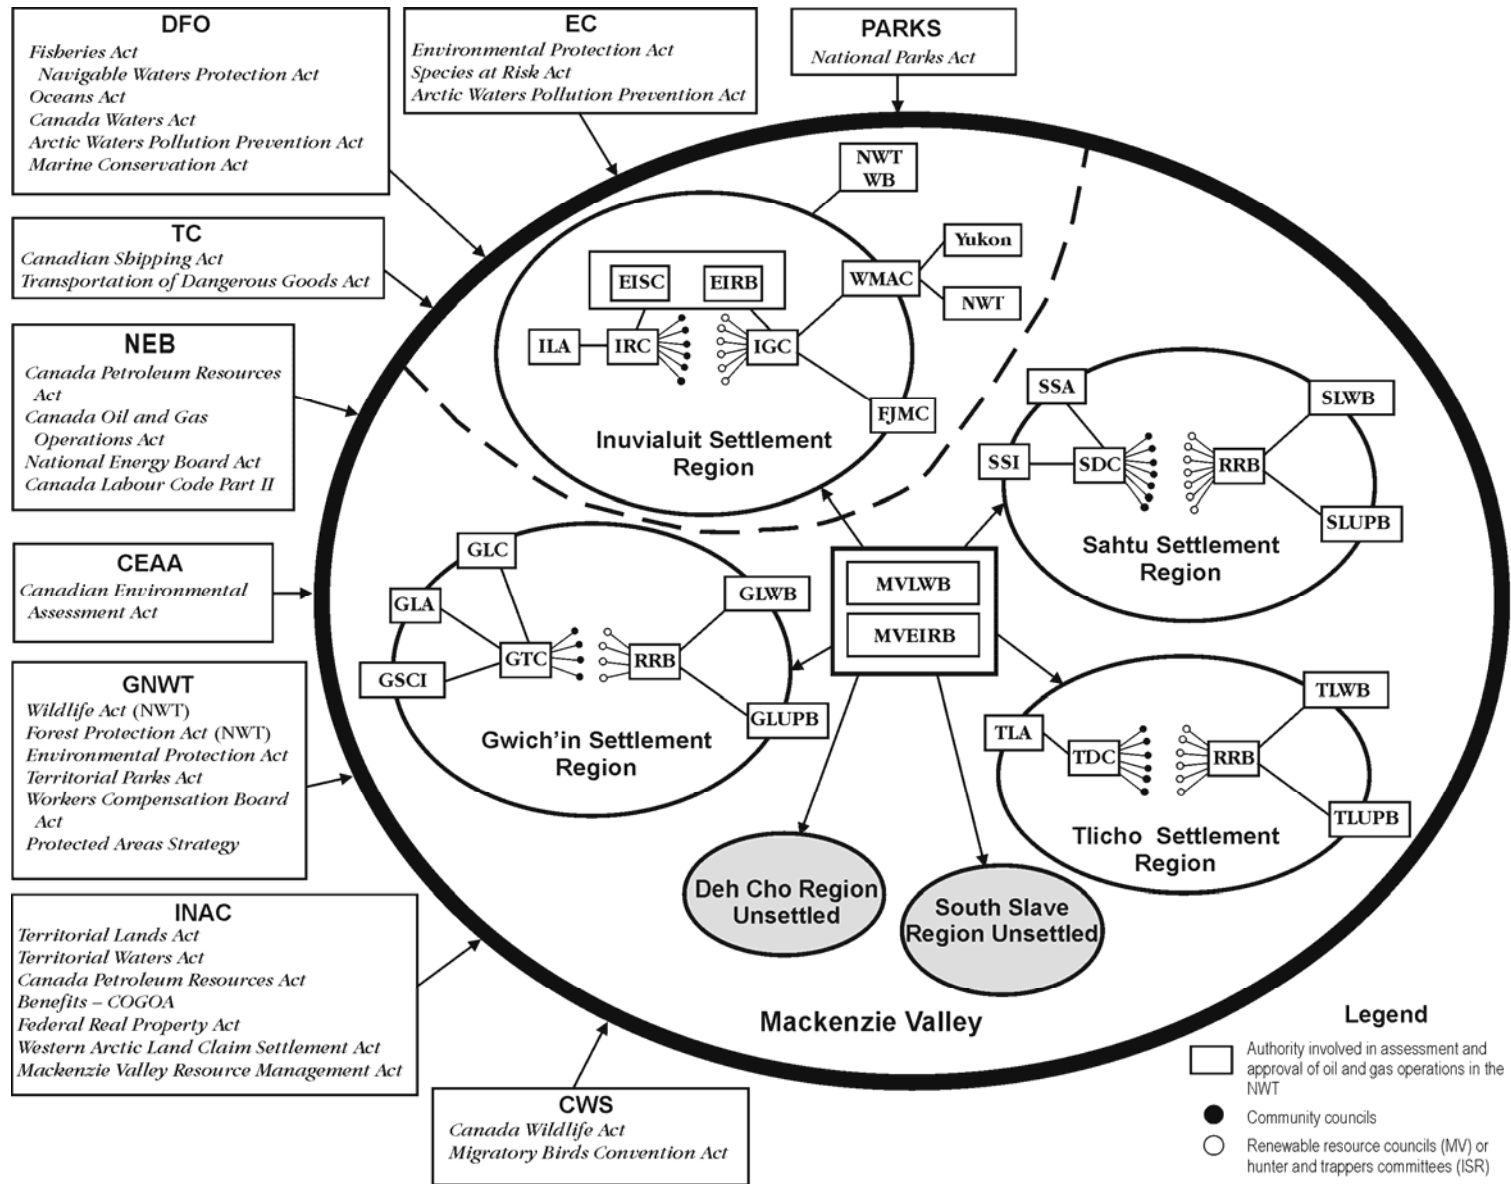 DFO
Fisheries Act
Navigable Waters Protection Act
Oceans Act
Canada Waters Act
Arctic Waters Pollution Prevention Act
Marine Conservation Act
EC
Environmental Protection Act
Species at Risk Act
Arctic Waters Pollution Prevention Act
PARKS
National Parks Act
TC
Canadian Shipping Act
Transportation of Dangerous Goods Act
NEB
Canada Petroleum Resources
Act
Canada Oil and Gas
Operations Act
National Energy Board Act
Canada Labour Code Part II
CEAA
Canadian Environmental
Assessment Act
GNWT
Wildlife Act (NWT)
Forest Protection Act (NWT)
Environmental Protection Act
Territorial Parks Act
Workers Compensation Board
Act
Protected Areas Strategy
INAC
Territorial Lands Act
Territorial Waters Act
Canada Petroleum Resources Act
Benefits – COGOA
Federal Real Property Act
Western Arctic Land Claim Settlement Act
Mackenzie Valley Resource Management Act
CWS
Canada Wildlife Act
Migratory Birds Convention Act
NWT
WB
Yukon
WMAC
NWT
EISC
EIRB
ILA
IRC
IGC
FJMC
Inuvialuit Settlement
Region
SSA
SLWB
SSI
SDC
RRB
SLUPB
Sahtu Settlement
Region
MVLWB
MVEIRB
GLC
GLA
GLWB
GTC
RRB
GSCI
GLUPB
Gwich'in Settlement
Region
TLWB
TLA
TDC
RRB
TLUPB
Tlicho Settlement
Region
Deh Cho Region
Unsettled
South Slave
Region Unsettled
Mackenzie Valley
Legend
Authority involved in assessment and
approval of oil and gas operations in the
NWT
Community councils
Renewable resource councils (MV) or
hunter and trappers committees (ISR)